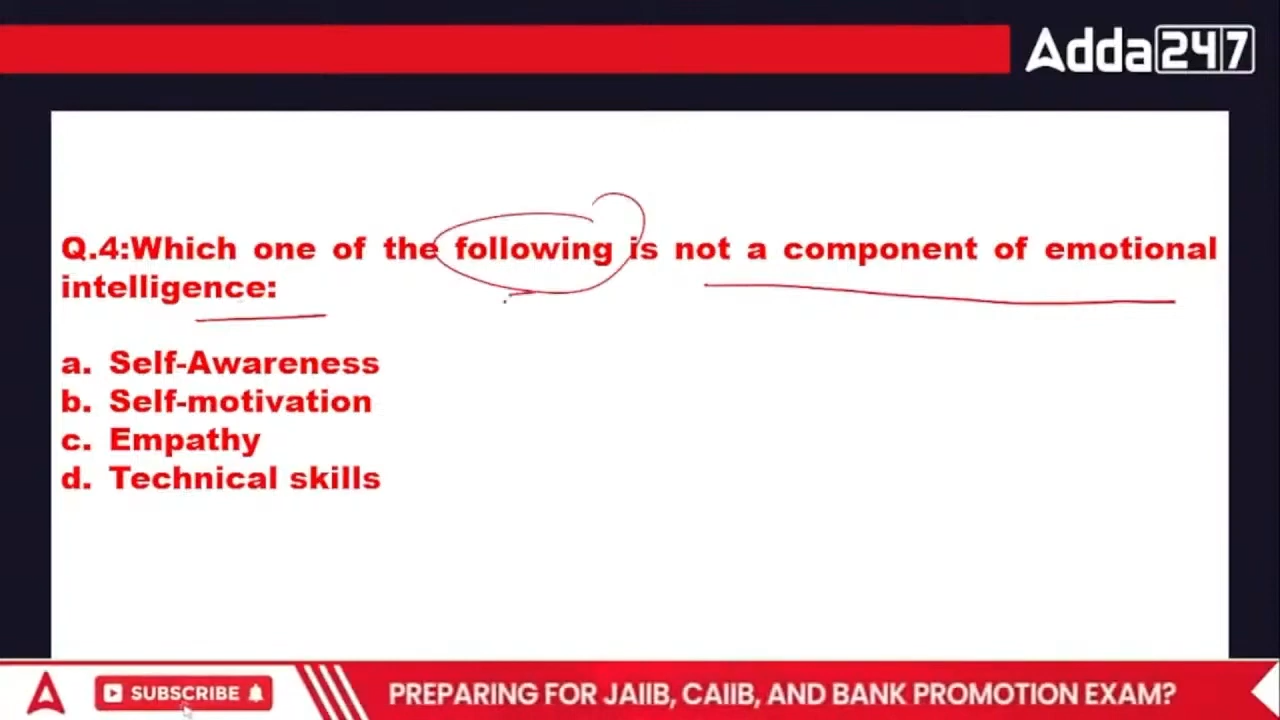 Adda247
Q.4:Which one of the following is not a component of emotional
intelligence:
a. Self-Awareness
b. Self-motivation
c. Empathy
d. Technical skills
SUBSCRIBE
PREPARING FOR JAIIB, CAIIB, AND BANK PROMOTION EXAM?